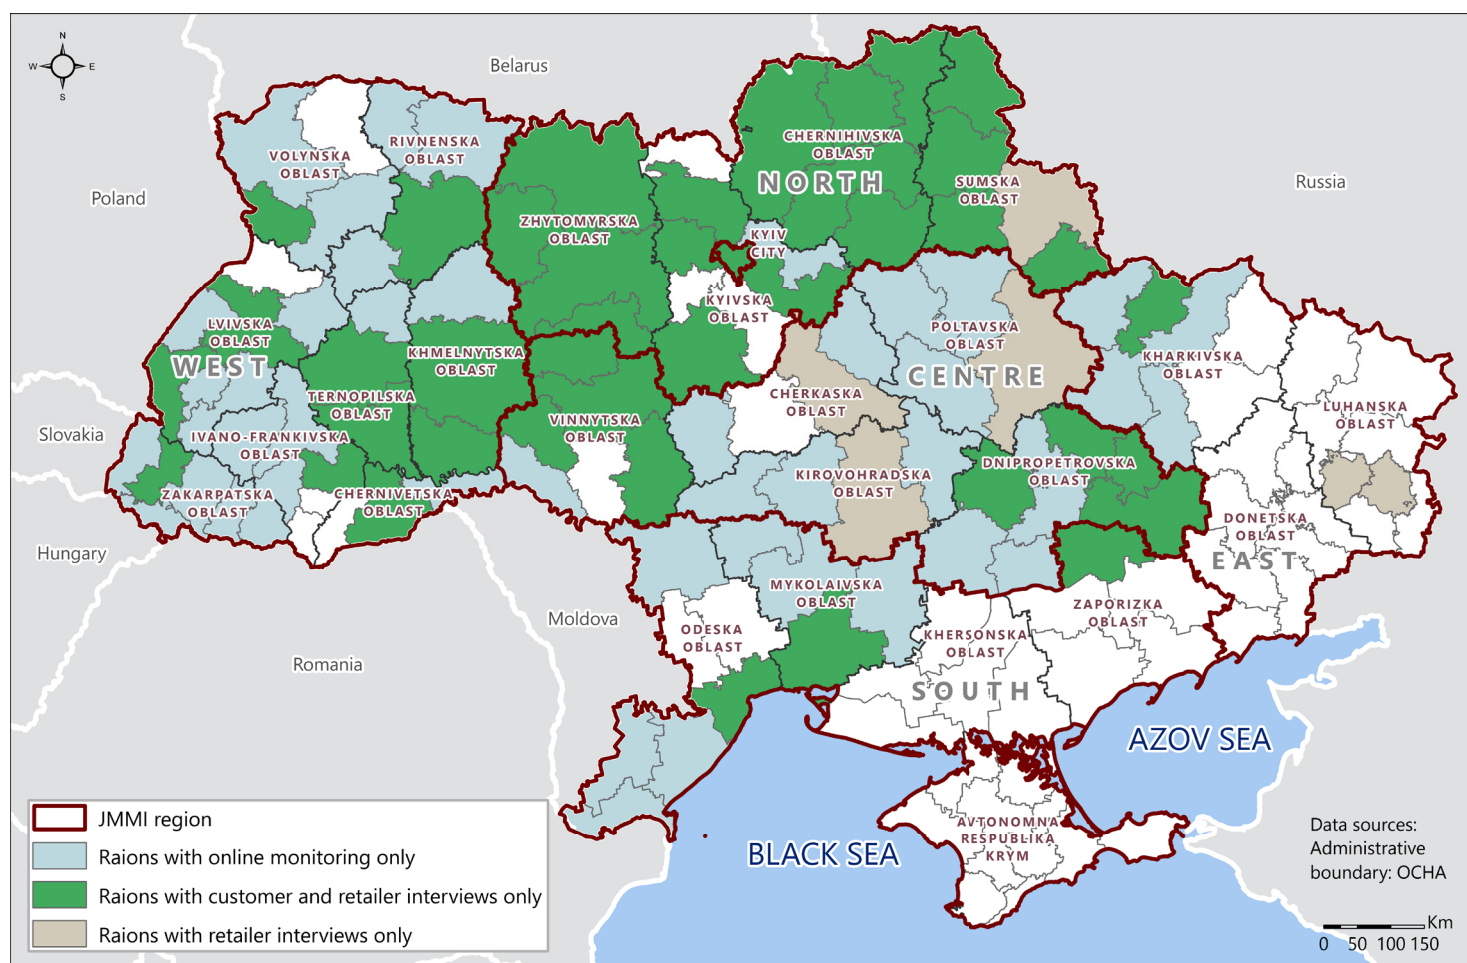 N
W
E
S
Belarus
Poland
Russia
Slovakia
Hungary
Romania
Moldova
VOLYNSKA
OBLAST
RIVNENSKA
OBLAST
ZHYTOMYRSKA
OBLAST
CHERNIHIVSKA
OBLAST
NORTH
SUMSKA
OBLAST
KYIV
CITY
KYIVSKA
OBLAST
LVIVSKA
OBLAST
WEST
KHMELNYTSKA
OBLAST
TERNOPILSKA
OBLAST
IVANO-FRANKIVSKA
OBLAST
ZAKARPATSKA
OBLAST
CHERNIVETSKA
OBLAST
VINNYTSKA
OBLAST
CHERKASKA
OBLAST
POLTAVSKA
OBLAST
CENTRE
KHARKIVSKA
OBLAST
LUHANSKA
OBLAST
KIROVOHRADSKA
OBLAST
DNIPROPETROVSKA
OBLAST
DONETSKA
OBLAST
EAST
MYKOLAIVSKA
OBLAST
ODESKA
OBLAST
KHERSONSKA
OBLAST
ZAPORIZKA
OBLAST
SOUTH
AVTONOMNA
RESPUBLIKA
KRYM
AZOV SEA
BLACK SEA
JMMI region
Raions with online monitoring only
Raions with customer and retailer interviews only
Raions with retailer interviews only
Data sources:
Administrative
boundary: OCHA
Km
0 50 100 150